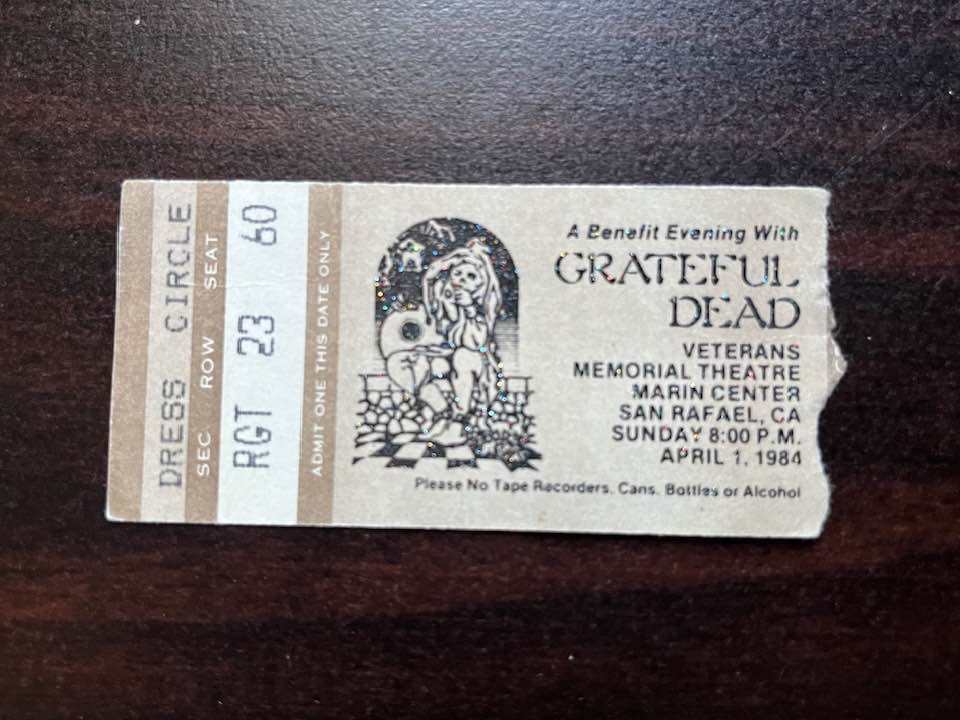 DRESS CIRCLE
SEC ROW SEAT
RGT 23 60
ADMIT ONE THIS DATE ONLY
A Benefit Evening With
GRATEFUL
DEAD
VETERANS
MEMORIAL THEATRE
MARIN CENTER
SAN RAFAEL, CA
SUNDAY 8:00 P.M.
APRIL 1, 1984
Please No Tape Recorders, Cans, Bottles or Alcohol